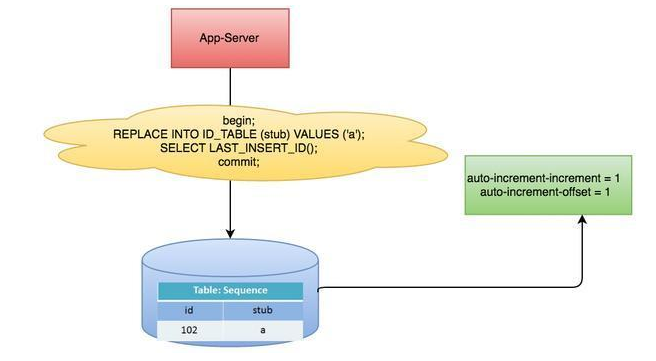 App-Server
begin;
REPLACE INTO ID_TABLE (stub) VALUES ('a');
SELECT LAST_INSERT_ID();
commit;
auto-increment-increment = 1
auto-increment-offset = 1
Table: Sequence
id stub
102 a